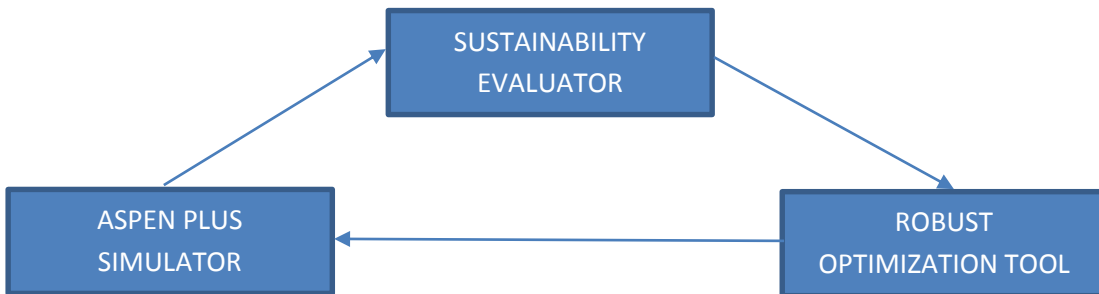 SUSTAINABILITY
EVALUATOR
ASPEN PLUS
SIMULATOR
ROBUST
OPTIMIZATION TOOL